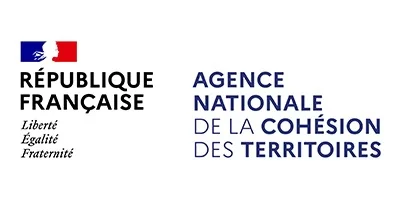 RÉPUBLIQUE
FRANÇAISE
Liberté
Égalité
Fraternité
AGENCE
NATIONALE
DE LA COHÉSION
DES TERRITOIRES